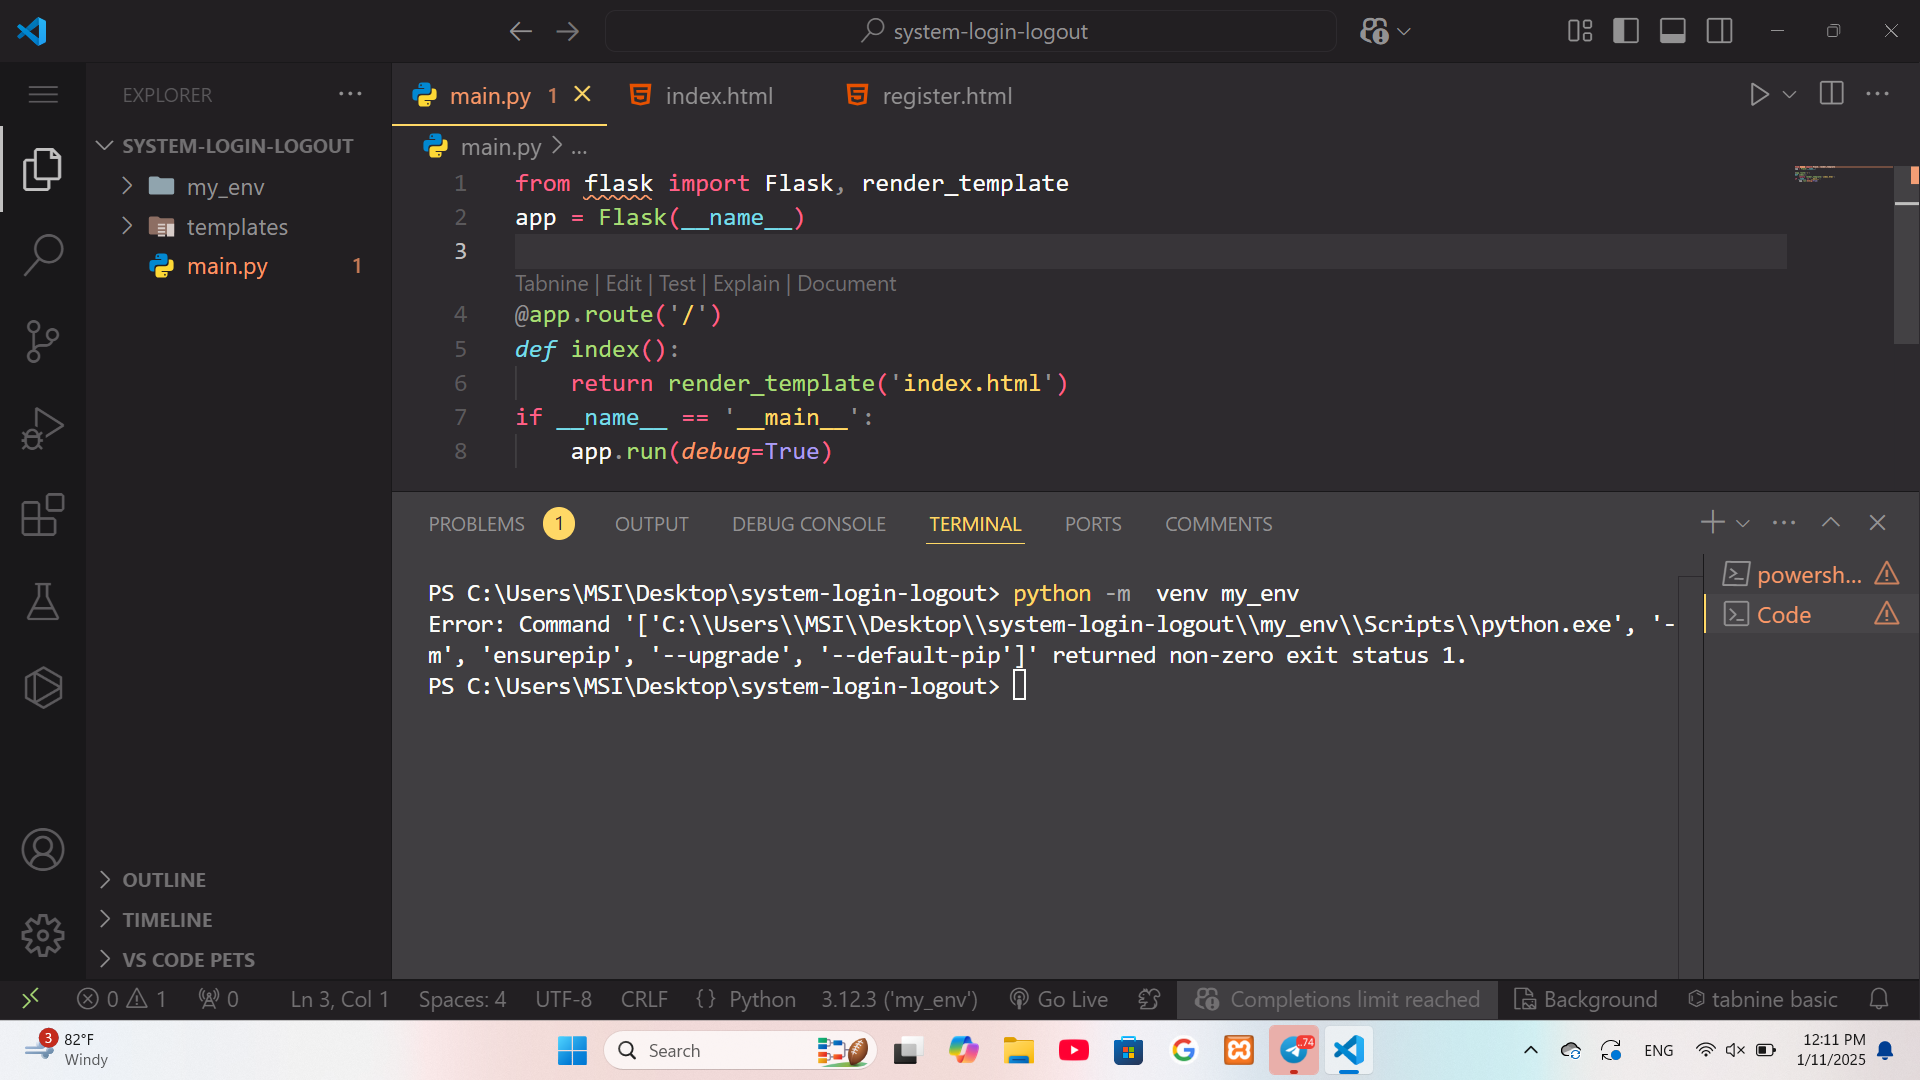 system-login-logout
EXPLORER
SYSTEM-LOGIN-LOGOUT
my_env
templates
main.py 1
OUTLINE
TIMELINE
VS CODE PETS
main.py 1
index.html
register.html
main.py > ...
1 from flask import Flask, render_template
2 app = Flask(__name__)
3
Tabnine | Edit | Test | Explain | Document
4 @app.route('/')
5 def index():
6 return render_template('index.html')
7 if __name__ == '__main__':
8 app.run(debug=True)
PROBLEMS 1 OUTPUT DEBUG CONSOLE TERMINAL PORTS COMMENTS
PS C:\Users\MSI\Desktop\system-login-logout> python -m  venv my_env
Error: Command '['C:\\Users\\MSI\\Desktop\\system-login-logout\\my_env\\Scripts\\python.exe', '-
m', 'ensurepip', '--upgrade', '--default-pip']' returned non-zero exit status 1.
PS C:\Users\MSI\Desktop\system-login-logout>
powersh...
Code
0 1 0 Ln 3, Col 1 Spaces: 4 UTF-8 CRLF {} Python 3.12.3 ('my_env') Go Live Completions limit reached Background tabnine basic
3 82°F
Windy
Search
..74
ENG
12:11 PM
1/11/2025